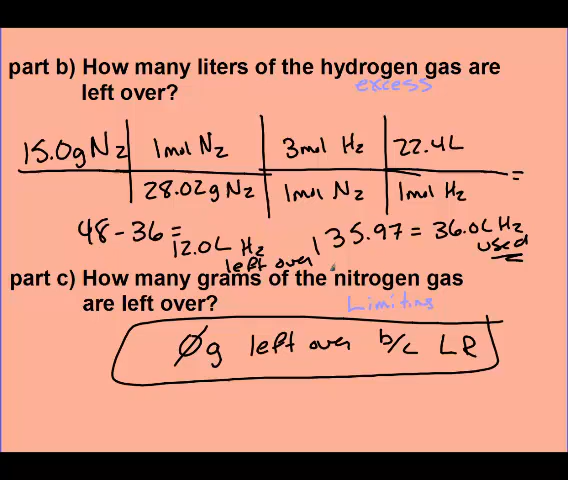 part b) How many liters of the hydrogen gas are
left over?
excess
15.0g N2 | 1mol N2 | 3mol H2 | 22.4L
28.02g N2 | 1mol N2 | 1mol H2 =
48 - 36 =
12.0L H2
left over
35.97 = 36.0L H2
used
part c) How many grams of the nitrogen gas
are left over?
Limiting
0g left over b/c LR